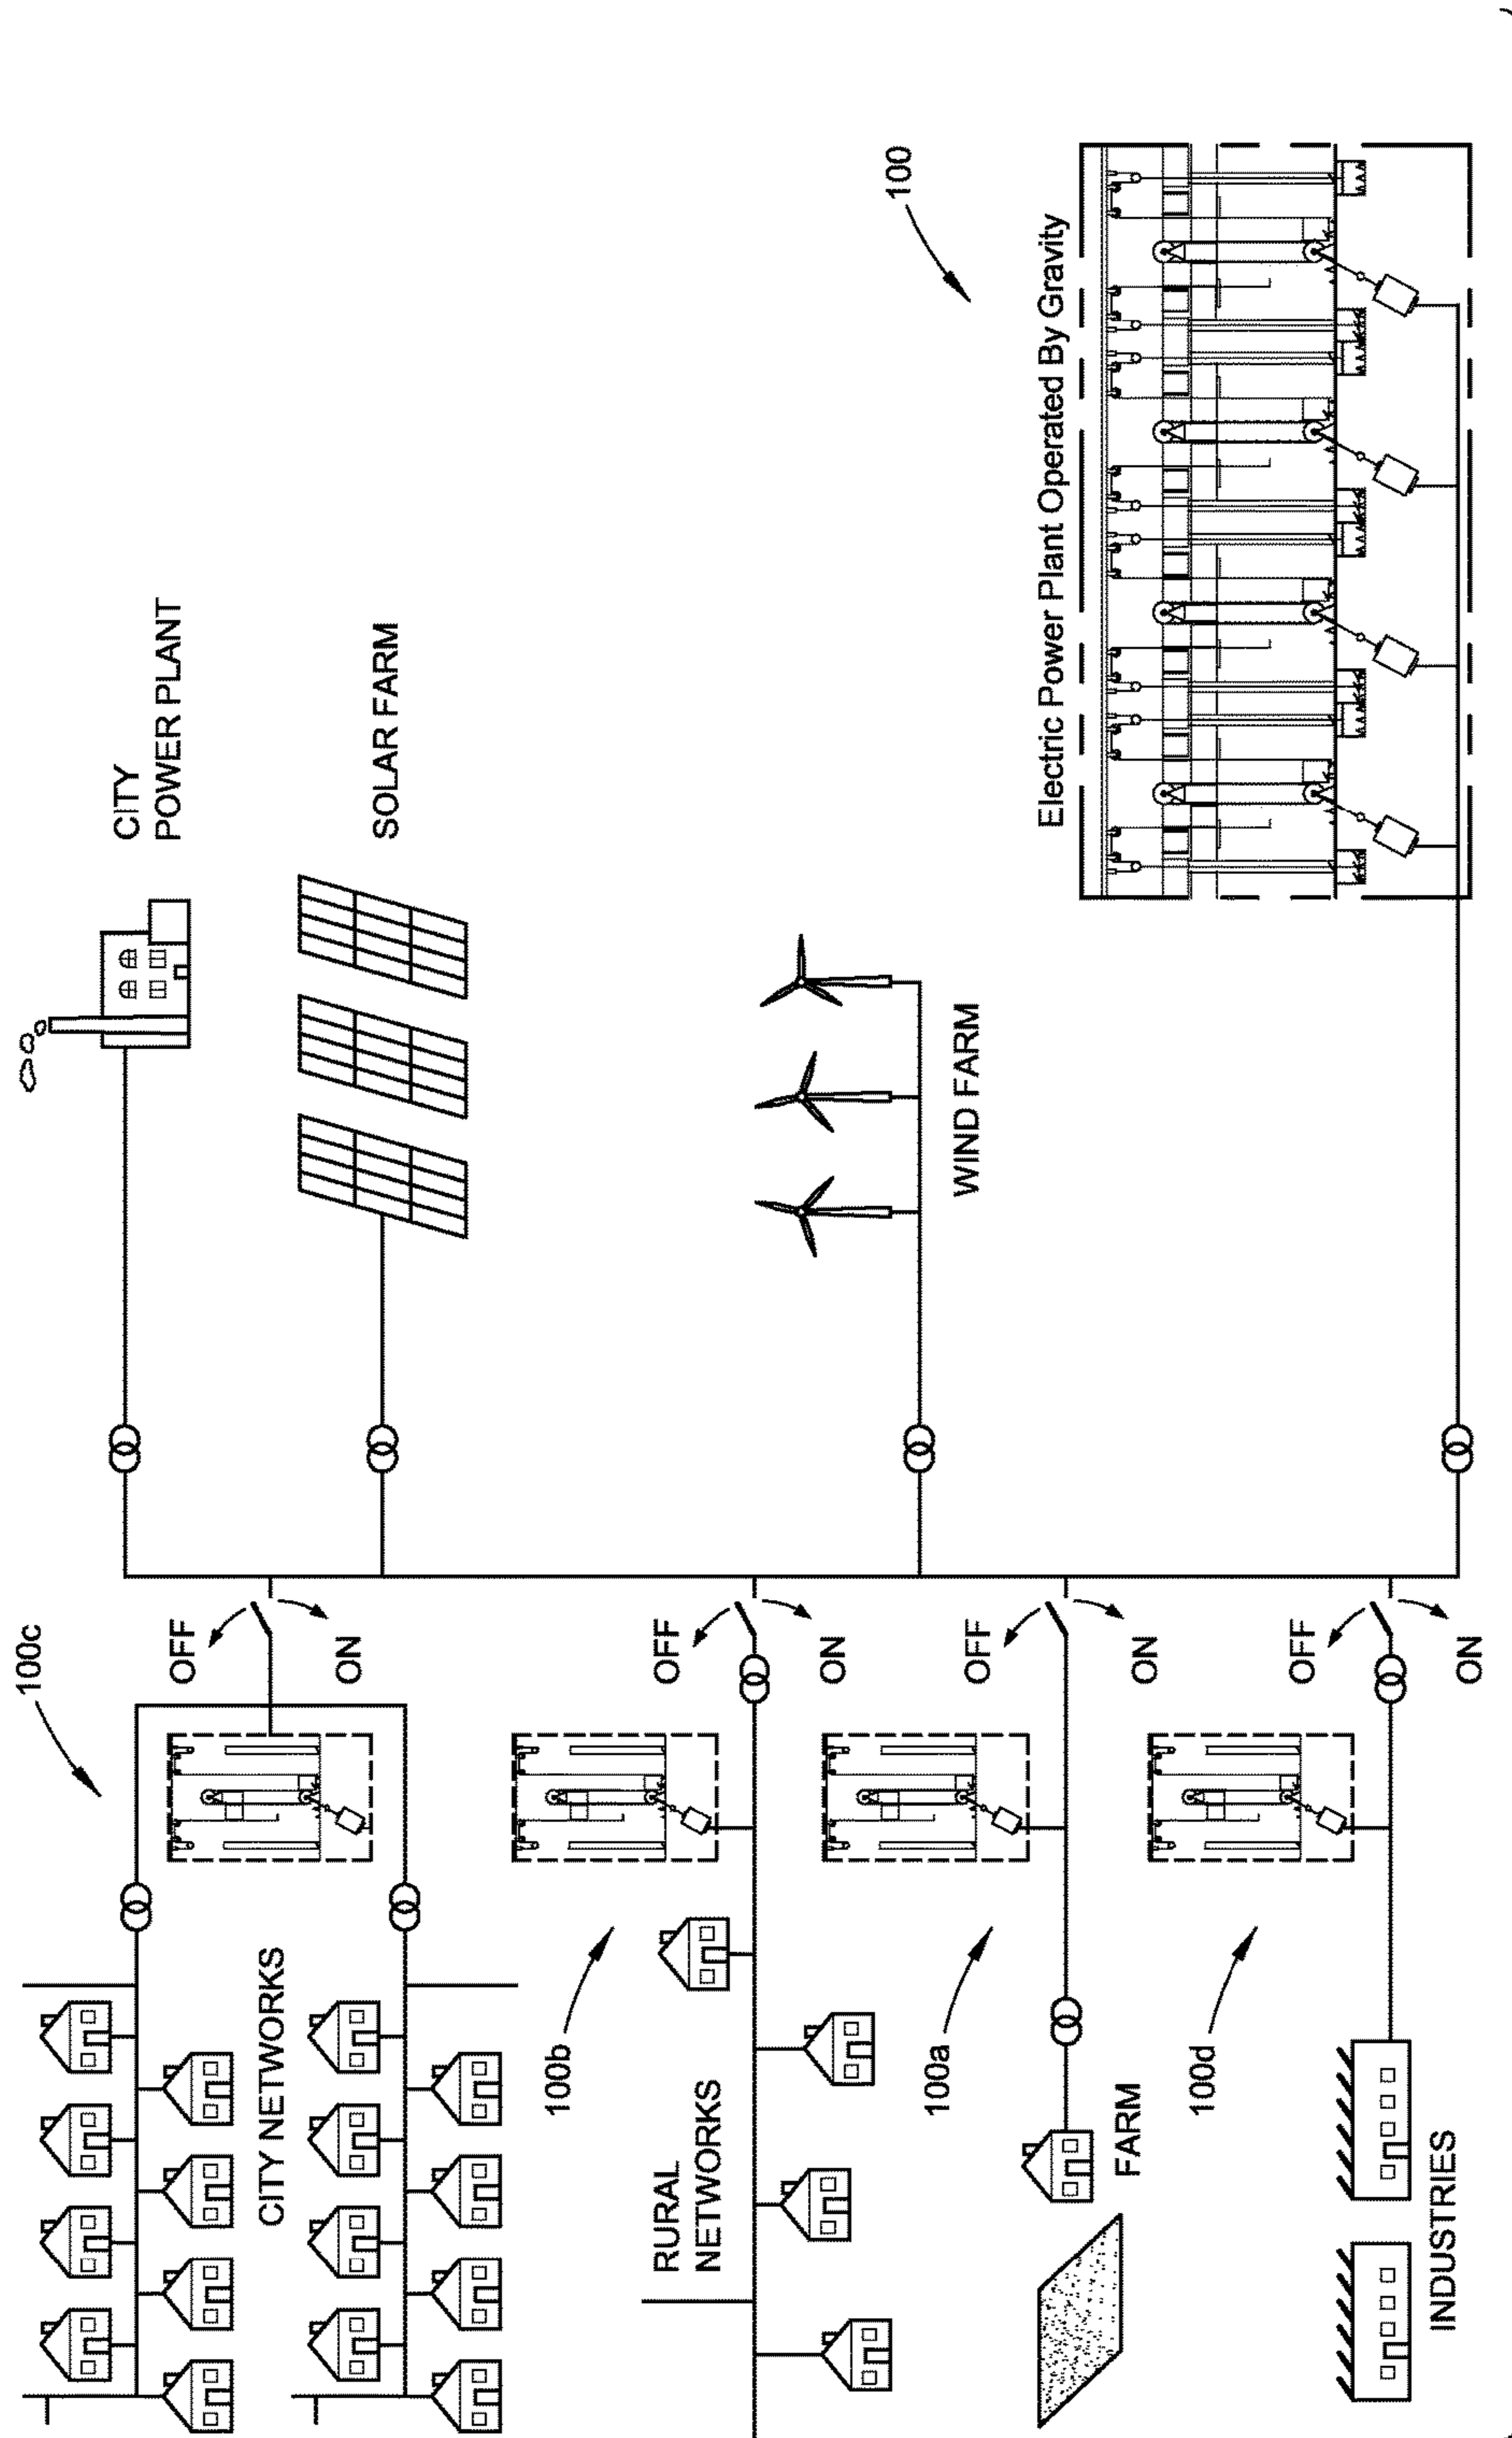 100c
OFF
ON
CITY NETWORKS
CITY
POWER PLANT
SOLAR FARM
100b
RURAL
NETWORKS
OFF
ON
WIND FARM
100a
FARM
OFF
ON
100
Electric Power Plant Operated By Gravity
100d
INDUSTRIES
OFF
ON